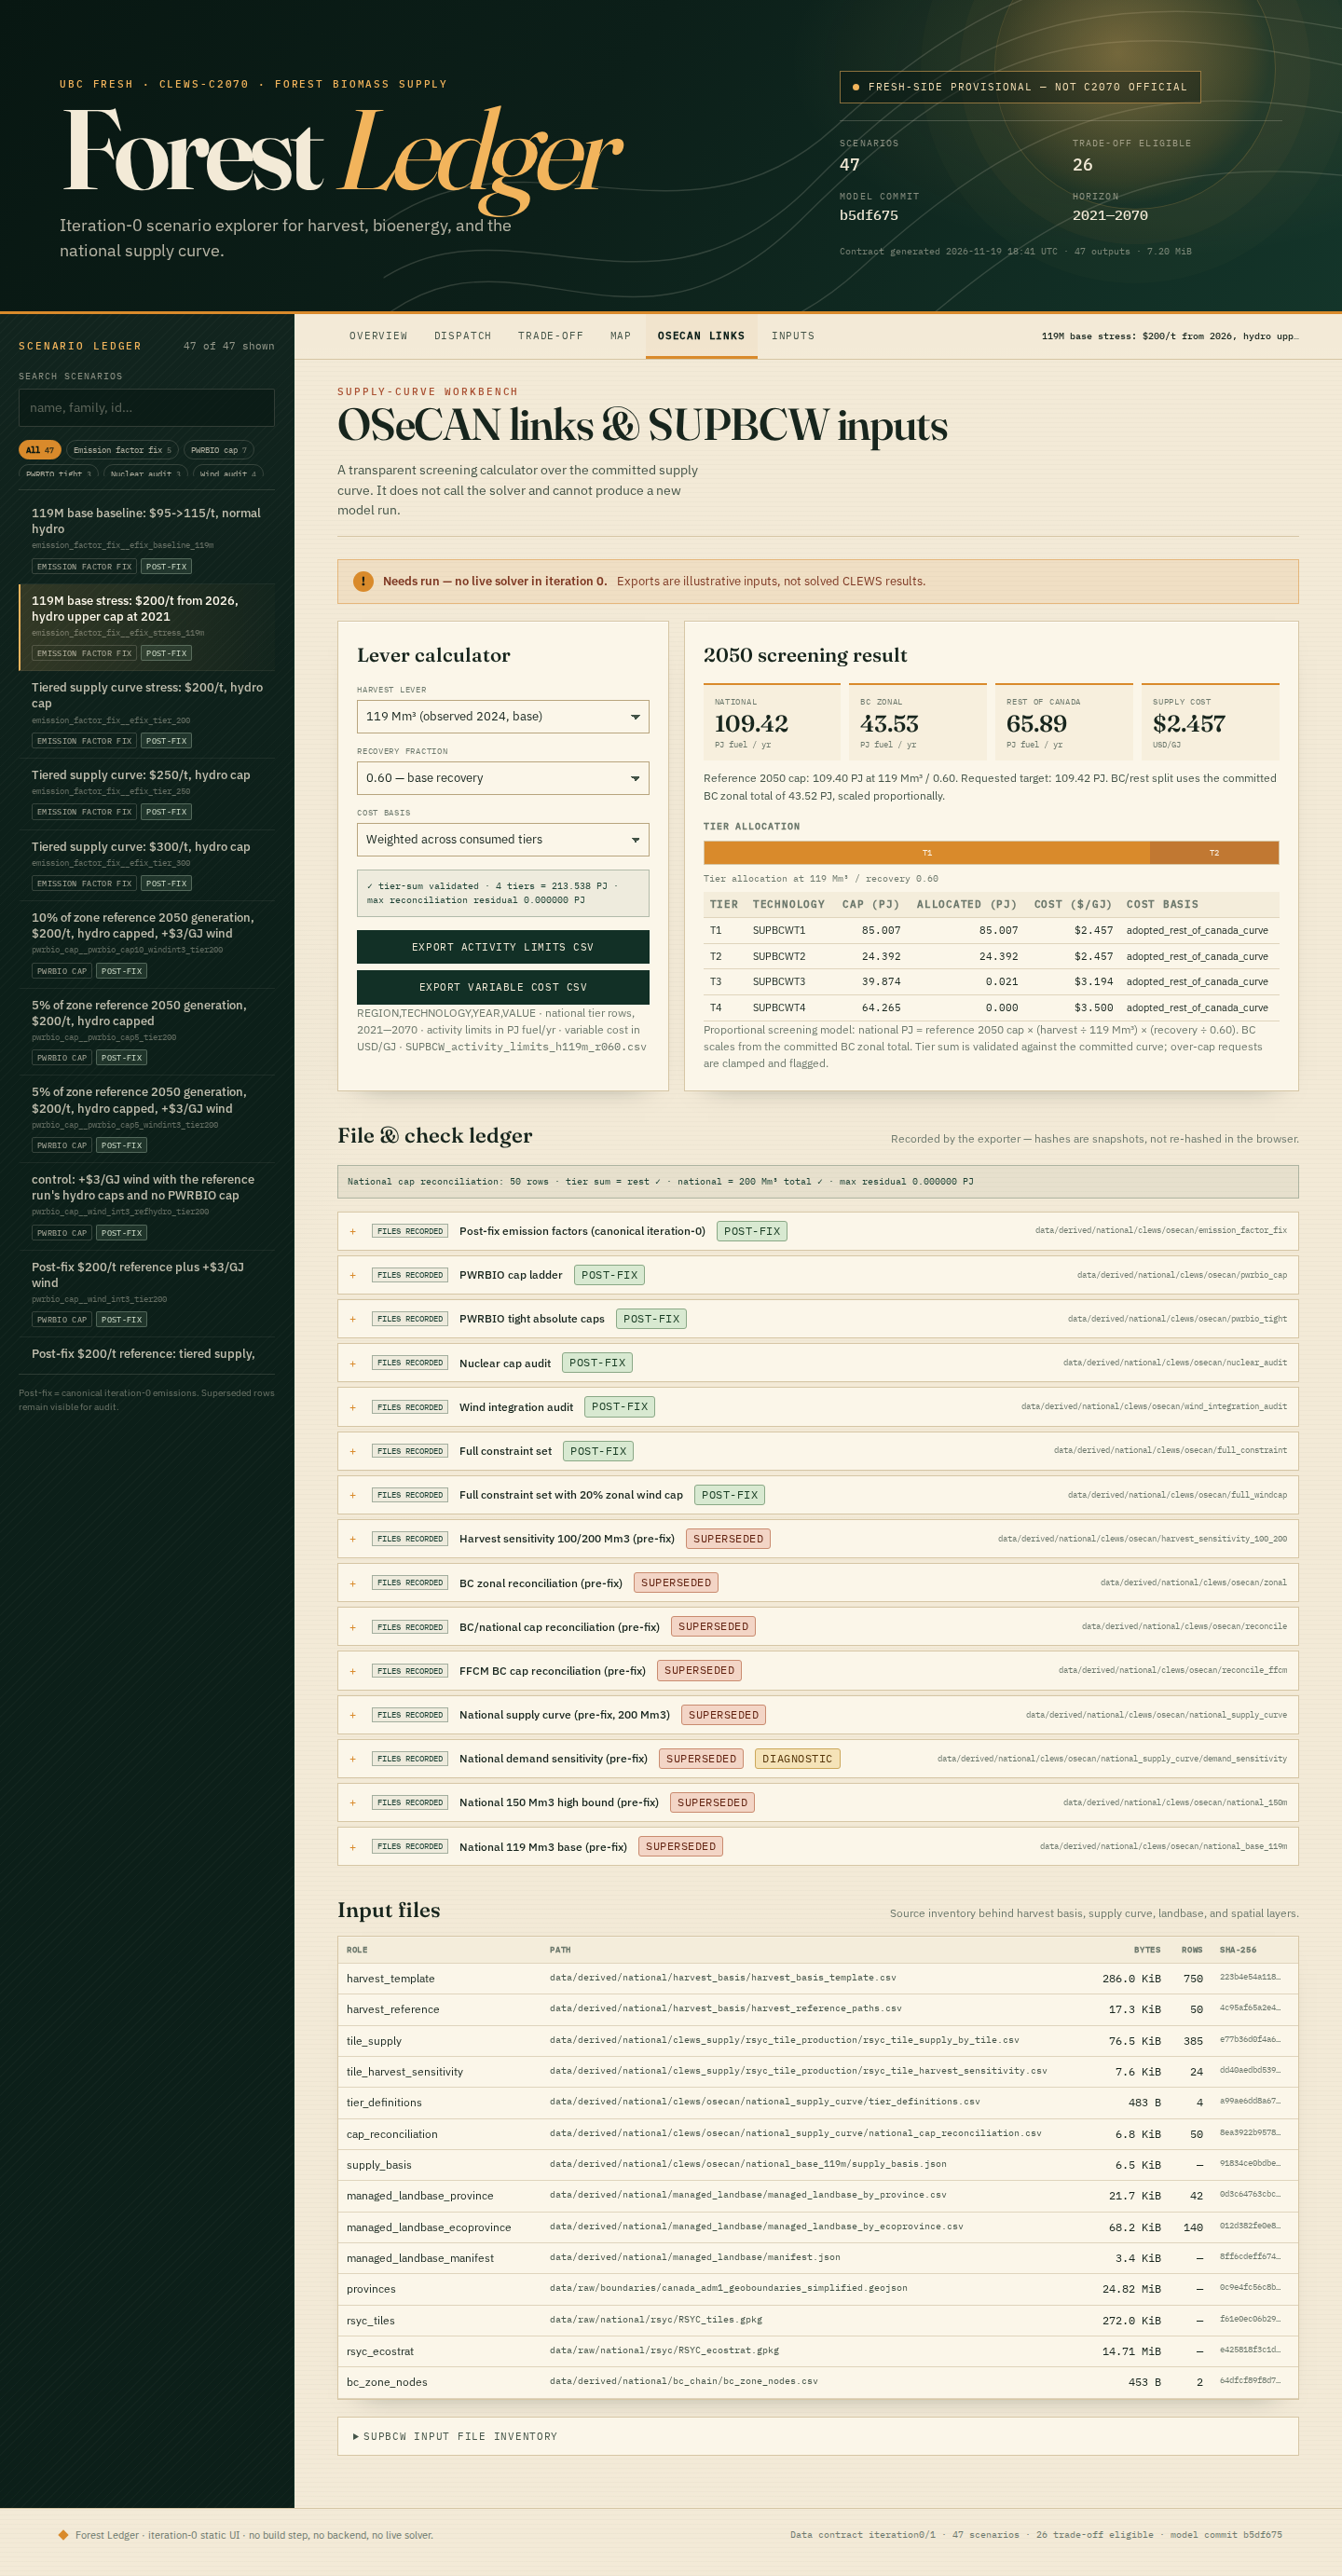 UBC FRESH · CLEWS-C2070 · FOREST BIOMASS SUPPLY
Forest Ledger
Iteration-0 scenario explorer for harvest, bioenergy, and the
national supply curve.
FRESH-SIDE PROVISIONAL — NOT C2070 OFFICIAL
SCENARIOS
47
TRADE-OFF ELIGIBLE
26
MODEL COMMIT
b5df675
HORIZON
2021—2070
Contract generated 2026-11-19 18:41 UTC · 47 outputs · 7.20 MiB
SCENARIO LEDGER
47 of 47 shown
SEARCH SCENARIOS
name, family, id…
All 47
Emission factor fix 5
PWRBIO cap 7
PWRBIO tight 3
Nuclear audit 3
Wind audit 4
119M base baseline: $95->115/t, normal
hydro
emission_factor_fix__efix_baseline_119m
EMISSION FACTOR FIX
POST-FIX
119M base stress: $200/t from 2026,
hydro upper cap at 2021
emission_factor_fix__efix_stress_119m
EMISSION FACTOR FIX
POST-FIX
Tiered supply curve stress: $200/t, hydro
cap
emission_factor_fix__efix_tier_200
EMISSION FACTOR FIX
POST-FIX
Tiered supply curve: $250/t, hydro cap
emission_factor_fix__efix_tier_250
EMISSION FACTOR FIX
POST-FIX
Tiered supply curve: $300/t, hydro cap
emission_factor_fix__efix_tier_300
EMISSION FACTOR FIX
POST-FIX
10% of zone reference 2050 generation,
$200/t, hydro capped, +$3/GJ wind
pwrbio_cap__pwrbio_cap10_windint3_tier200
PWRBIO CAP
POST-FIX
5% of zone reference 2050 generation,
$200/t, hydro capped
pwrbio_cap__pwrbio_cap5_tier200
PWRBIO CAP
POST-FIX
5% of zone reference 2050 generation,
$200/t, hydro capped, +$3/GJ wind
pwrbio_cap__pwrbio_cap5_windint3_tier200
PWRBIO CAP
POST-FIX
control: +$3/GJ wind with the reference
run's hydro caps and no PWRBIO cap
pwrbio_cap__wind_int3_refhydro_tier200
PWRBIO CAP
POST-FIX
Post-fix $200/t reference plus +$3/GJ
wind
pwrbio_cap__wind_int3_tier200
PWRBIO CAP
POST-FIX
Post-fix $200/t reference: tiered supply,
Post-fix = canonical iteration-0 emissions. Superseded rows
remain visible for audit.
OVERVIEW
DISPATCH
TRADE-OFF
MAP
OSECAN LINKS
INPUTS
119M base stress: $200/t from 2026, hydro upp…
SUPPLY-CURVE WORKBENCH
OSeCAN links & SUPBCW inputs
A transparent screening calculator over the committed supply
curve. It does not call the solver and cannot produce a new
model run.
! Needs run — no live solver in iteration 0. Exports are illustrative inputs, not solved CLEWS results.
Lever calculator
HARVEST LEVER
119 Mm³ (observed 2024, base)
RECOVERY FRACTION
0.60 — base recovery
COST BASIS
Weighted across consumed tiers
✓ tier-sum validated · 4 tiers = 213.538 PJ ·
max reconciliation residual 0.000000 PJ
EXPORT ACTIVITY LIMITS CSV
EXPORT VARIABLE COST CSV
REGION,TECHNOLOGY,YEAR,VALUE · national tier rows,
2021—2070 · activity limits in PJ fuel/yr · variable cost in
USD/GJ · SUPBCW_activity_limits_h119m_r060.csv
2050 screening result
NATIONAL
109.42
PJ fuel / yr
BC ZONAL
43.53
PJ fuel / yr
REST OF CANADA
65.89
PJ fuel / yr
SUPPLY COST
$2.457
USD/GJ
Reference 2050 cap: 109.40 PJ at 119 Mm³ / 0.60. Requested target: 109.42 PJ. BC/rest split uses the committed
BC zonal total of 43.52 PJ, scaled proportionally.
TIER ALLOCATION
T1
T2
Tier allocation at 119 Mm³ / recovery 0.60
TIER TECHNOLOGY CAP (PJ) ALLOCATED (PJ) COST ($/GJ) COST BASIS
T1 SUPBCWT1 85.007 85.007 $2.457 adopted_rest_of_canada_curve
T2 SUPBCWT2 24.392 24.392 $2.457 adopted_rest_of_canada_curve
T3 SUPBCWT3 39.874 0.021 $3.194 adopted_rest_of_canada_curve
T4 SUPBCWT4 64.265 0.000 $3.500 adopted_rest_of_canada_curve
Proportional screening model: national PJ = reference 2050 cap × (harvest ÷ 119 Mm³) × (recovery ÷ 0.60). BC
scales from the committed BC zonal total. Tier sum is validated against the committed curve; over-cap requests
are clamped and flagged.
File & check ledger
Recorded by the exporter — hashes are snapshots, not re-hashed in the browser.
National cap reconciliation: 50 rows · tier sum = rest ✓ · national = 200 Mm³ total ✓ · max residual 0.000000 PJ
+ FILES RECORDED Post-fix emission factors (canonical iteration-0) POST-FIX data/derived/national/clews/osecan/emission_factor_fix
+ FILES RECORDED PWRBIO cap ladder POST-FIX data/derived/national/clews/osecan/pwrbio_cap
+ FILES RECORDED PWRBIO tight absolute caps POST-FIX data/derived/national/clews/osecan/pwrbio_tight
+ FILES RECORDED Nuclear cap audit POST-FIX data/derived/national/clews/osecan/nuclear_audit
+ FILES RECORDED Wind integration audit POST-FIX data/derived/national/clews/osecan/wind_integration_audit
+ FILES RECORDED Full constraint set POST-FIX data/derived/national/clews/osecan/full_constraint
+ FILES RECORDED Full constraint set with 20% zonal wind cap POST-FIX data/derived/national/clews/osecan/full_windcap
+ FILES RECORDED Harvest sensitivity 100/200 Mm3 (pre-fix) SUPERSEDED data/derived/national/clews/osecan/harvest_sensitivity_100_200
+ FILES RECORDED BC zonal reconciliation (pre-fix) SUPERSEDED data/derived/national/clews/osecan/zonal
+ FILES RECORDED BC/national cap reconciliation (pre-fix) SUPERSEDED data/derived/national/clews/osecan/reconcile
+ FILES RECORDED FFCM BC cap reconciliation (pre-fix) SUPERSEDED data/derived/national/clews/osecan/reconcile_ffcm
+ FILES RECORDED National supply curve (pre-fix, 200 Mm3) SUPERSEDED data/derived/national/clews/osecan/national_supply_curve
+ FILES RECORDED National demand sensitivity (pre-fix) SUPERSEDED DIAGNOSTIC data/derived/national/clews/osecan/national_supply_curve/demand_sensitivity
+ FILES RECORDED National 150 Mm3 high bound (pre-fix) SUPERSEDED data/derived/national/clews/osecan/national_150m
+ FILES RECORDED National 119 Mm3 base (pre-fix) SUPERSEDED data/derived/national/clews/osecan/national_base_119m
Input files
Source inventory behind harvest basis, supply curve, landbase, and spatial layers.
ROLE PATH BYTES ROWS SHA-256
harvest_template data/derived/national/harvest_basis/harvest_basis_template.csv 286.0 KiB 750 223b4e54a118…
harvest_reference data/derived/national/harvest_basis/harvest_reference_paths.csv 17.3 KiB 50 4c95af65a2e4…
tile_supply data/derived/national/clews_supply/rsyc_tile_production/rsyc_tile_supply_by_tile.csv 76.5 KiB 385 e77b36d0f4a6…
tile_harvest_sensitivity data/derived/national/clews_supply/rsyc_tile_production/rsyc_tile_harvest_sensitivity.csv 7.6 KiB 24 dd40aedbd539…
tier_definitions data/derived/national/clews/osecan/national_supply_curve/tier_definitions.csv 483 B 4 a99ae6dd8a67…
cap_reconciliation data/derived/national/clews/osecan/national_supply_curve/national_cap_reconciliation.csv 6.8 KiB 50 8ea3922b9578…
supply_basis data/derived/national/clews/osecan/national_base_119m/supply_basis.json 6.5 KiB — 91834ce0bdbe…
managed_landbase_province data/derived/national/managed_landbase/managed_landbase_by_province.csv 21.7 KiB 42 0d3c64763cbc…
managed_landbase_ecoprovince data/derived/national/managed_landbase/managed_landbase_by_ecoprovince.csv 68.2 KiB 140 012d382fe0e8…
managed_landbase_manifest data/derived/national/managed_landbase/manifest.json 3.4 KiB — 8ff6cdeff674…
provinces data/raw/boundaries/canada_adm1_geoboundaries_simplified.geojson 24.82 MiB — 0c9e4fc56c8b…
rsyc_tiles data/raw/national/rsyc/RSYC_tiles.gpkg 272.0 KiB — f61e0ec06b29…
rsyc_ecostrat data/raw/national/rsyc/RSYC_ecostrat.gpkg 14.71 MiB — e425818f3c1d…
bc_zone_nodes data/derived/national/bc_chain/bc_zone_nodes.csv 453 B 2 64dfcf89f8d7…
SUPBCW INPUT FILE INVENTORY
Forest Ledger · iteration-0 static UI · no build step, no backend, no live solver.
Data contract iteration0/1 · 47 scenarios · 26 trade-off eligible · model commit b5df675